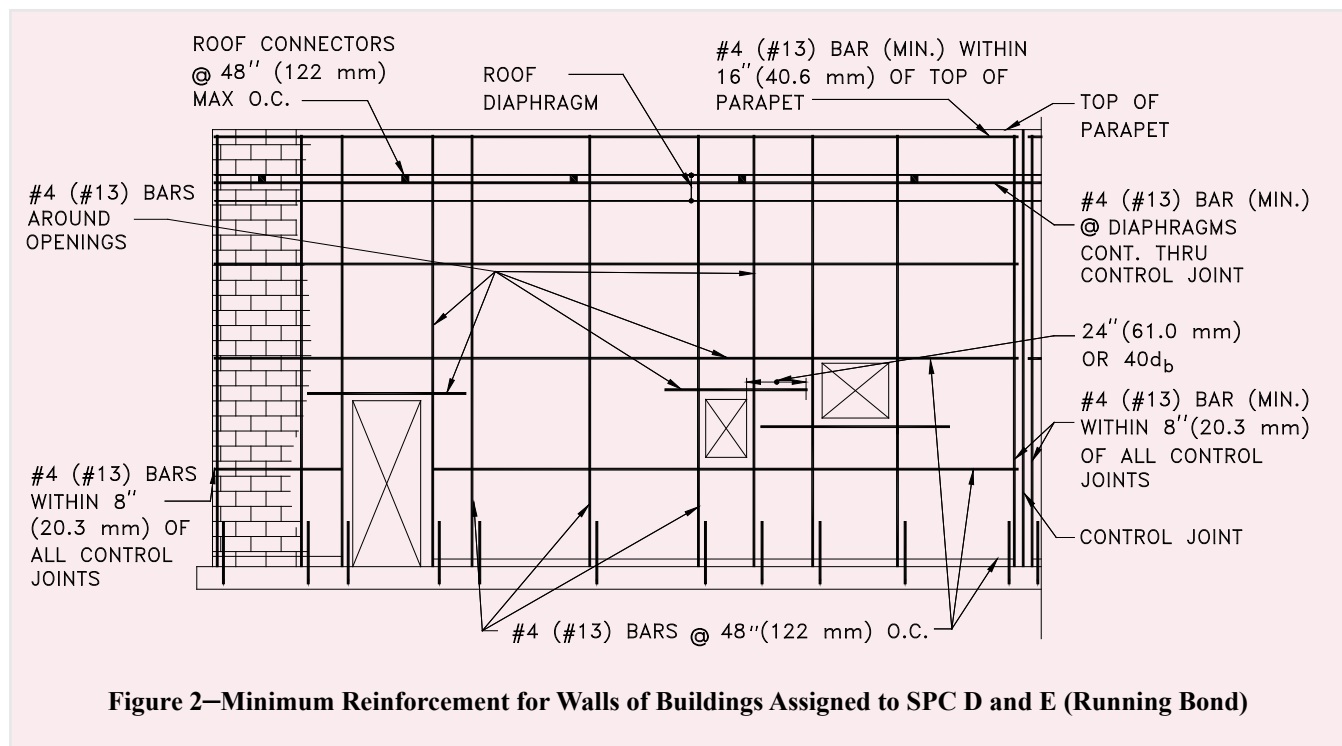 ROOF CONNECTORS
@ 48" (122 mm)
MAX O.C.
ROOF
DIAPHRAGM
#4 (#13) BAR (MIN.) WITHIN
16" (40.6 mm) OF TOP OF
PARAPET
TOP OF
PARAPET
#4 (#13) BARS
AROUND
OPENINGS
#4 (#13) BAR (MIN.)
@ DIAPHRAGMS
CONT. THRU
CONTROL JOINT
24" (61.0 mm)
OR 40db
#4 (#13) BAR (MIN.)
WITHIN 8" (20.3 mm)
OF ALL CONTROL
JOINTS
#4 (#13) BARS
WITHIN 8"
(20.3 mm) OF
ALL CONTROL
JOINTS
CONTROL JOINT
#4 (#13) BARS @ 48" (122 mm) O.C.
Figure 2—Minimum Reinforcement for Walls of Buildings Assigned to SPC D and E (Running Bond)